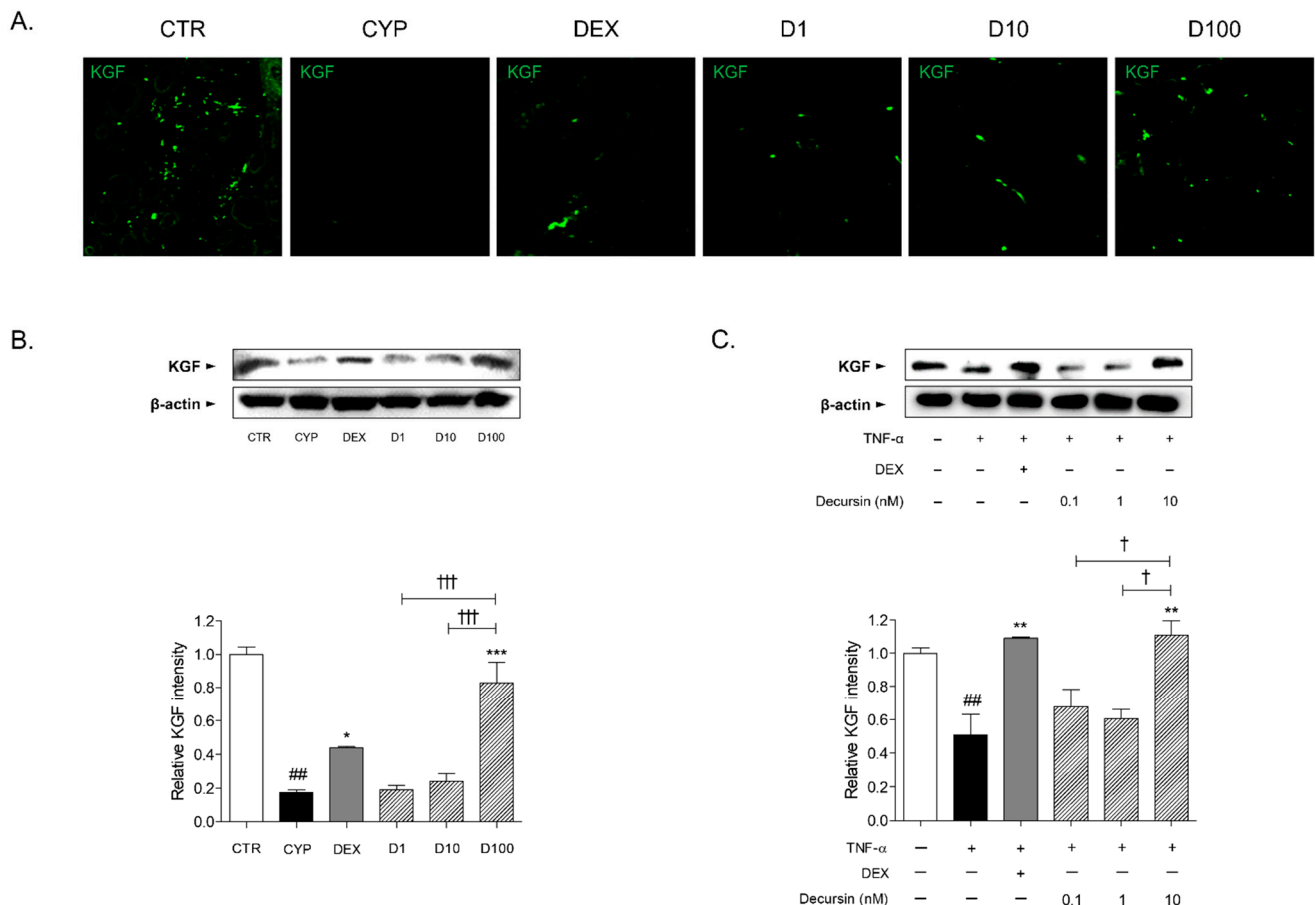 A.
CTR CYP DEX D1 D10 D100
KGF KGF KGF KGF KGF KGF
B.
KGF ►
β-actin ►
CTR CYP DEX D1 D10 D100
†††
†††
***
*
##
Relative KGF intensity
1.2
1.0
0.8
0.6
0.4
0.2
0.0
CTR CYP DEX D1 D10 D100
C.
KGF ►
β-actin ►
TNF-α – + + + + +
DEX – – + – – –
Decursin (nM) – – – 0.1 1 10
†
†
**
**
##
Relative KGF intensity
1.2
1.0
0.8
0.6
0.4
0.2
0.0
TNF-α – + + + + +
DEX – – + – – –
Decursin (nM) – – – 0.1 1 10